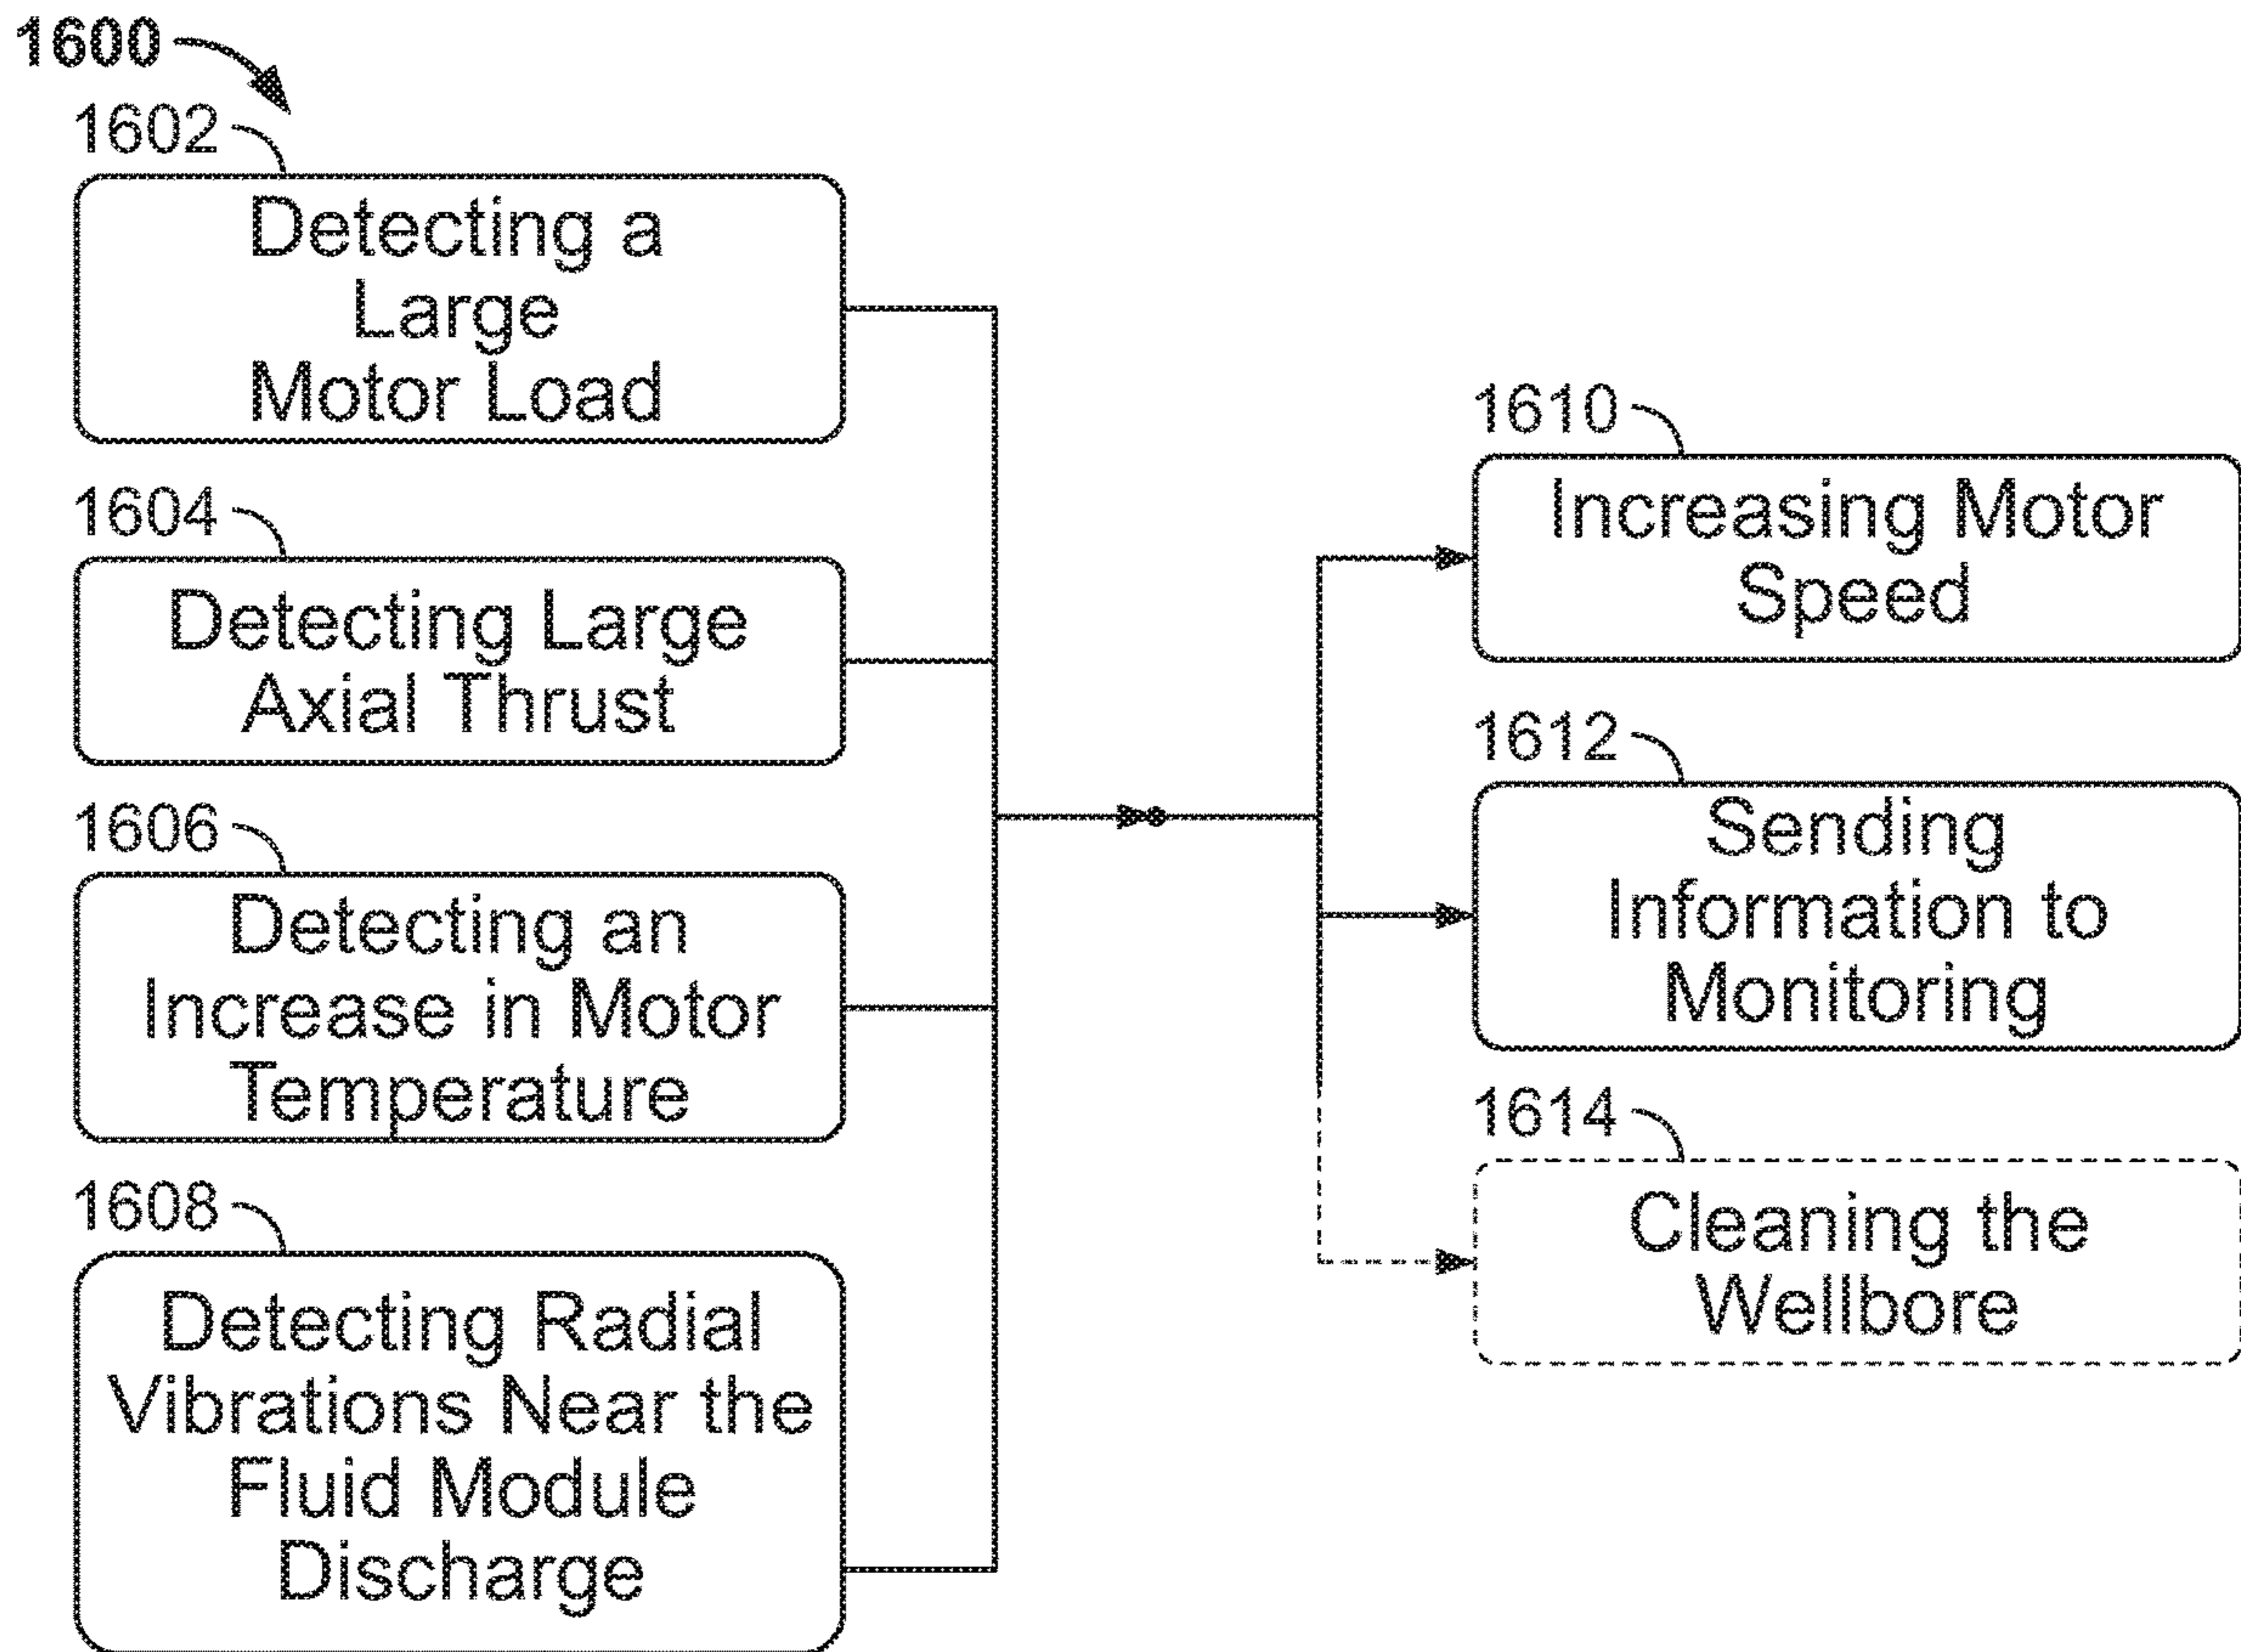 1600
1602
Detecting a
Large
Motor Load
1604
Detecting Large
Axial Thrust
1606
Detecting an
Increase in Motor
Temperature
1608
Detecting Radial
Vibrations Near the
Fluid Module
Discharge
1610
Increasing Motor
Speed
1612
Sending
Information to
Monitoring
1614
Cleaning the
Wellbore